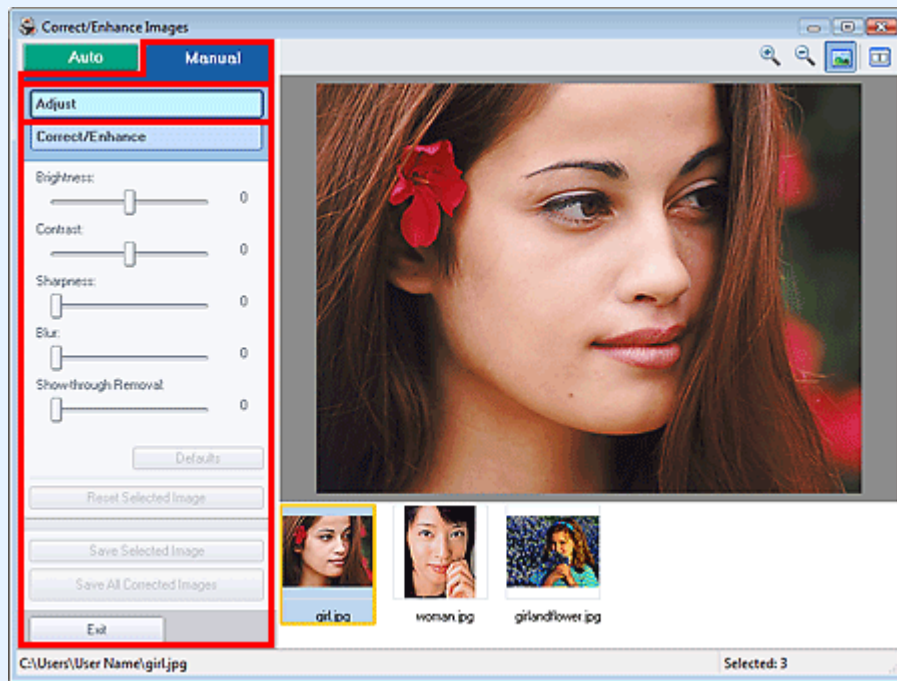 Correct/Enhance Images
Auto
Manual
Adjust
Correct/Enhance
Brightness:
0
Contrast:
0
Sharpness:
0
Blur:
0
Show-through Removal:
0
Defaults
Reset Selected Image
Save Selected Image
Save All Corrected Images
Exit
girl.jpg
woman.jpg
girlandflower.jpg
C:\Users\User Name\girl.jpg
Selected: 3